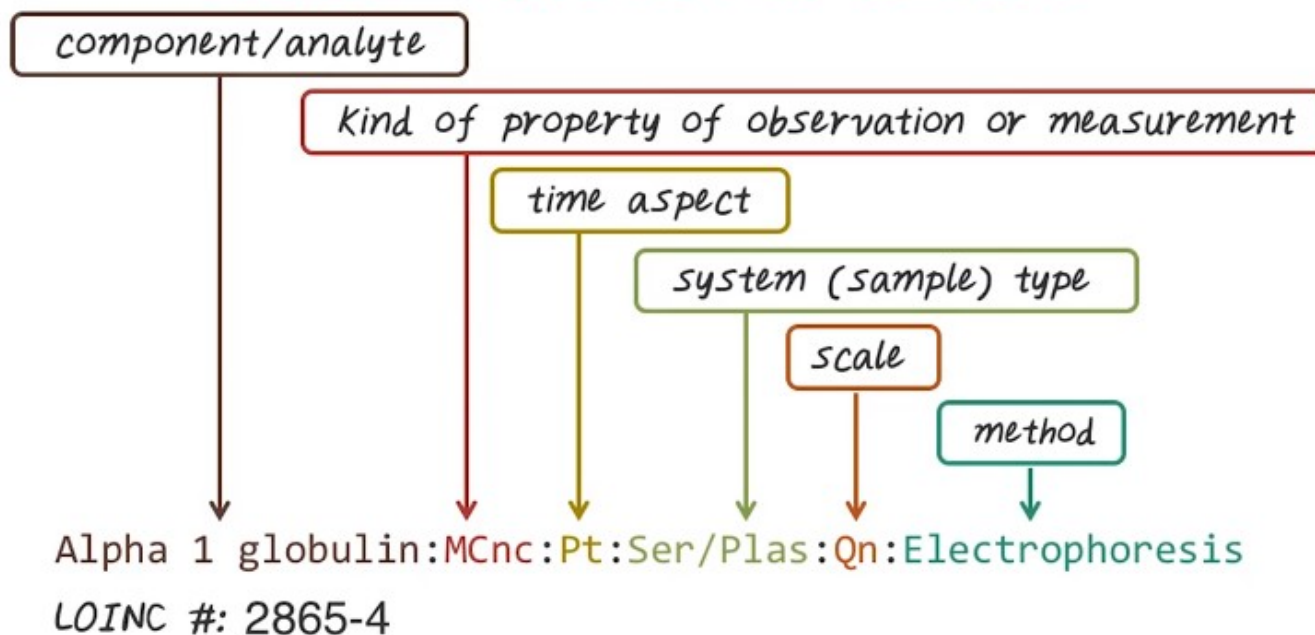 component/analyte
Kind of property of observation or measurement
time aspect
system (sample) type
scale
method
Alpha 1 globulin:MCnc:Pt:Ser/Plas:Qn:Electrophoresis
LOINC #: 2865-4